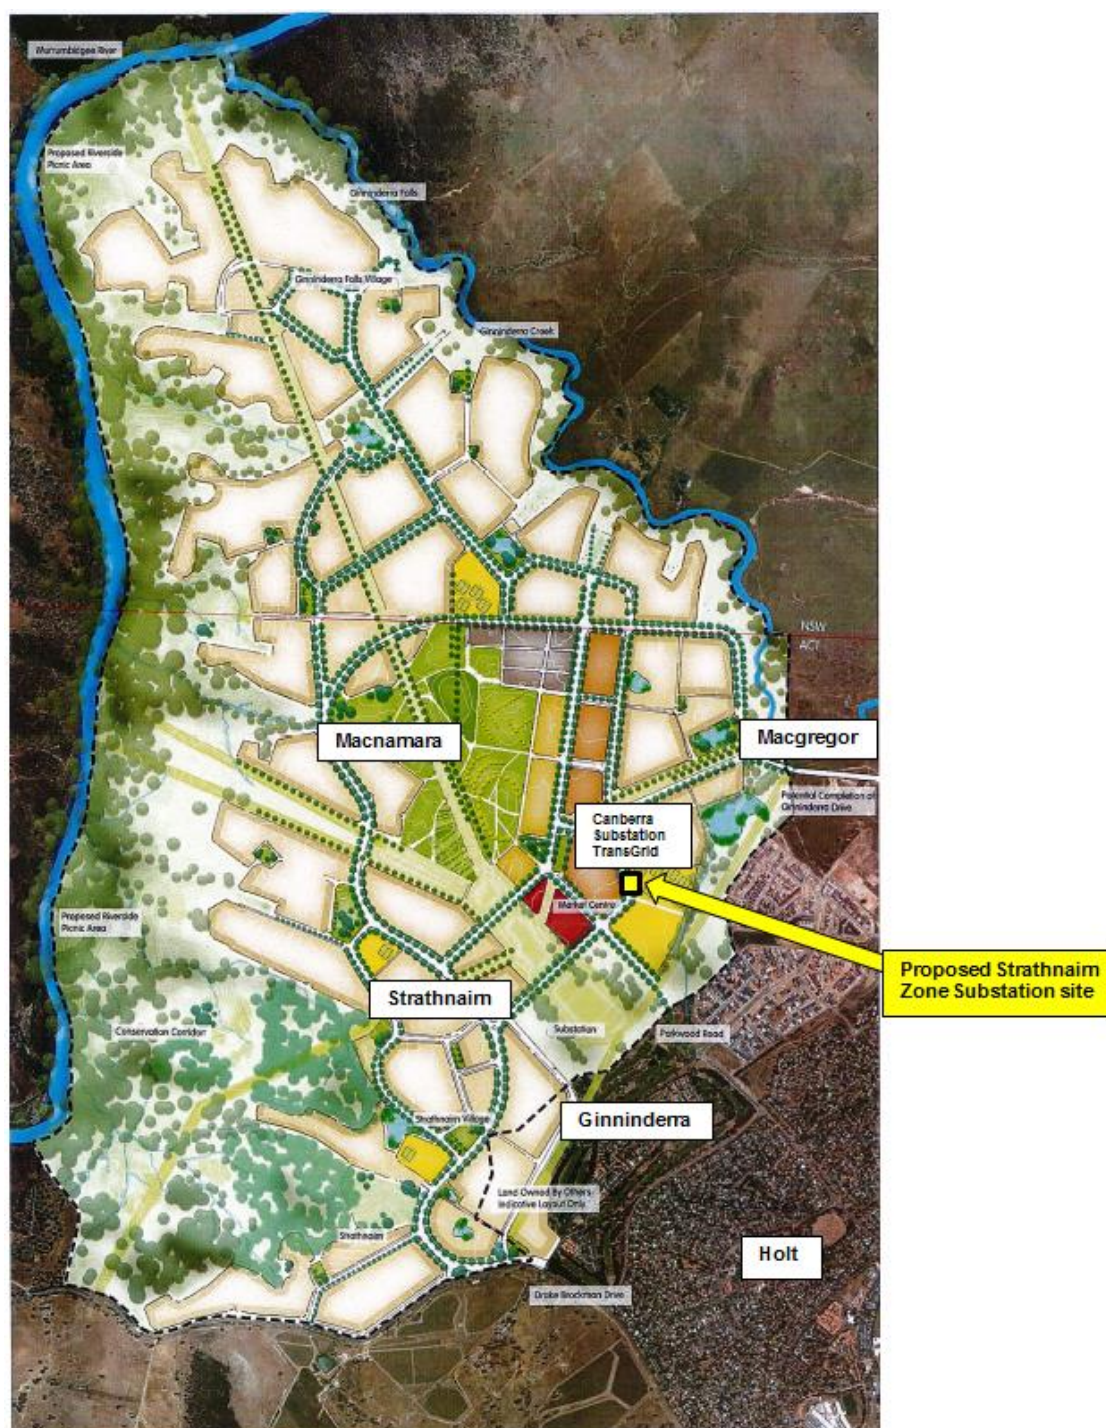 Murrumbidgee River
Proposed Riverside
Picnic Area
Ginninderra Falls
Ginninderra Falls Village
Ginninderra Creek
NSW
ACT
Macnamara
Macgregor
Potential Completion of
Ginninderra Drive
Canberra
Substation
TransGrid
Market Centre
Proposed Riverside
Picnic Area
Proposed Strathnairn
Zone Substation site
Strathnairn
Conservation Corridor
Substation
Parkwood Road
Strathnairn Village
Ginninderra
Land Owned By Others
Indicative Layout Only
Strathnairn
Holt
Drake Brockman Drive